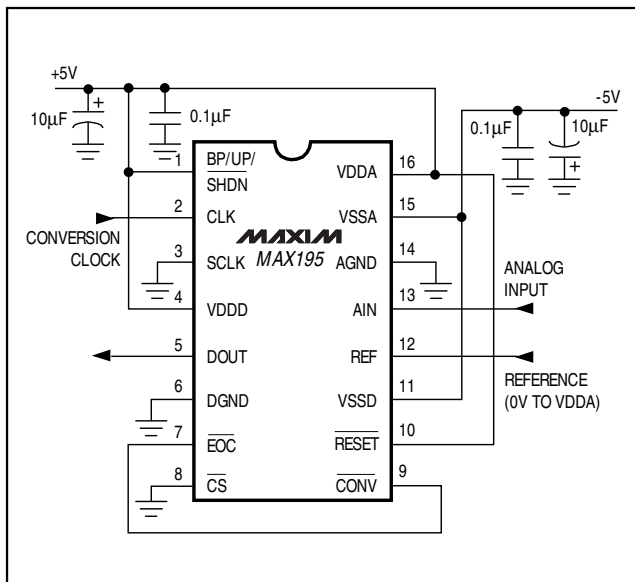 +5V
-5V
10μF
+
0.1μF
0.1μF
10μF
+
1
BP/UP/
SHDN
VDDA
16
2
CLK
VSSA
15
CONVERSION
CLOCK
MAXIM
MAX195
3
SCLK
AGND
14
ANALOG
INPUT
4
VDDD
AIN
13
5
DOUT
REF
12
REFERENCE
(0V TO VDDA)
6
DGND
VSSD
11
7
EOC
RESET
10
8
CS
CONV
9